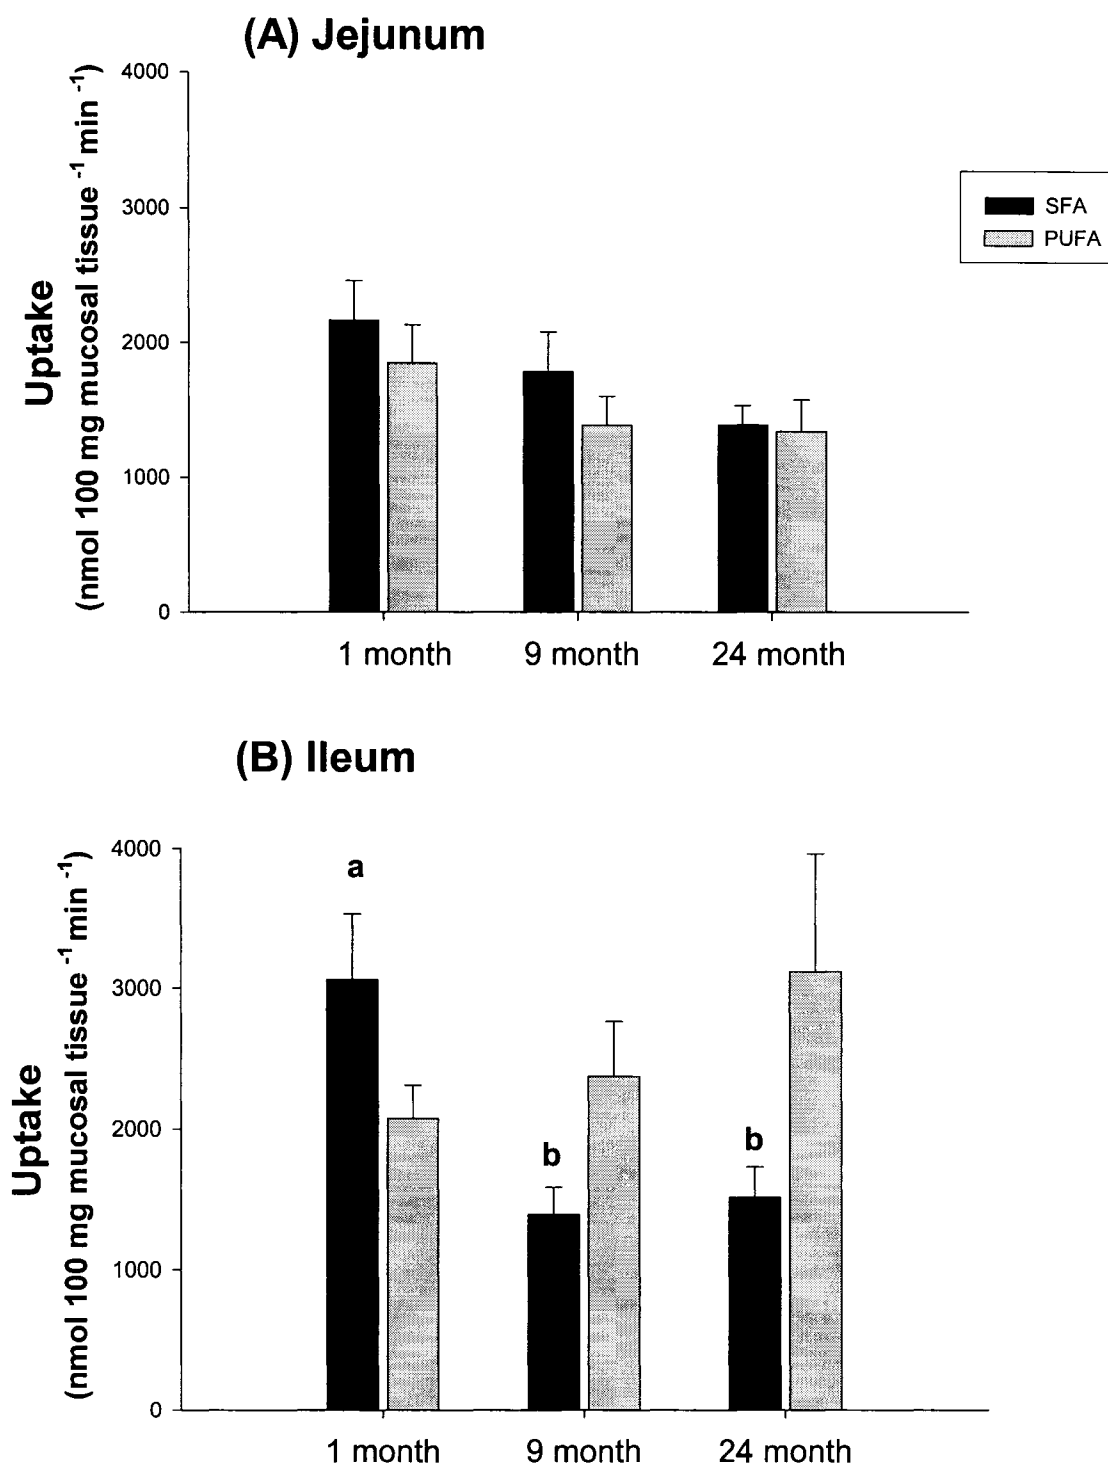 (A) Jejunum
Uptake
(nmol 100 mg mucosal tissue -1 min -1)
4000
3000
2000
1000
0
SFA
PUFA
1 month 9 month 24 month
(B) Ileum
Uptake
(nmol 100 mg mucosal tissue -1 min -1)
4000
3000
2000
1000
0
a
b
b
1 month 9 month 24 month